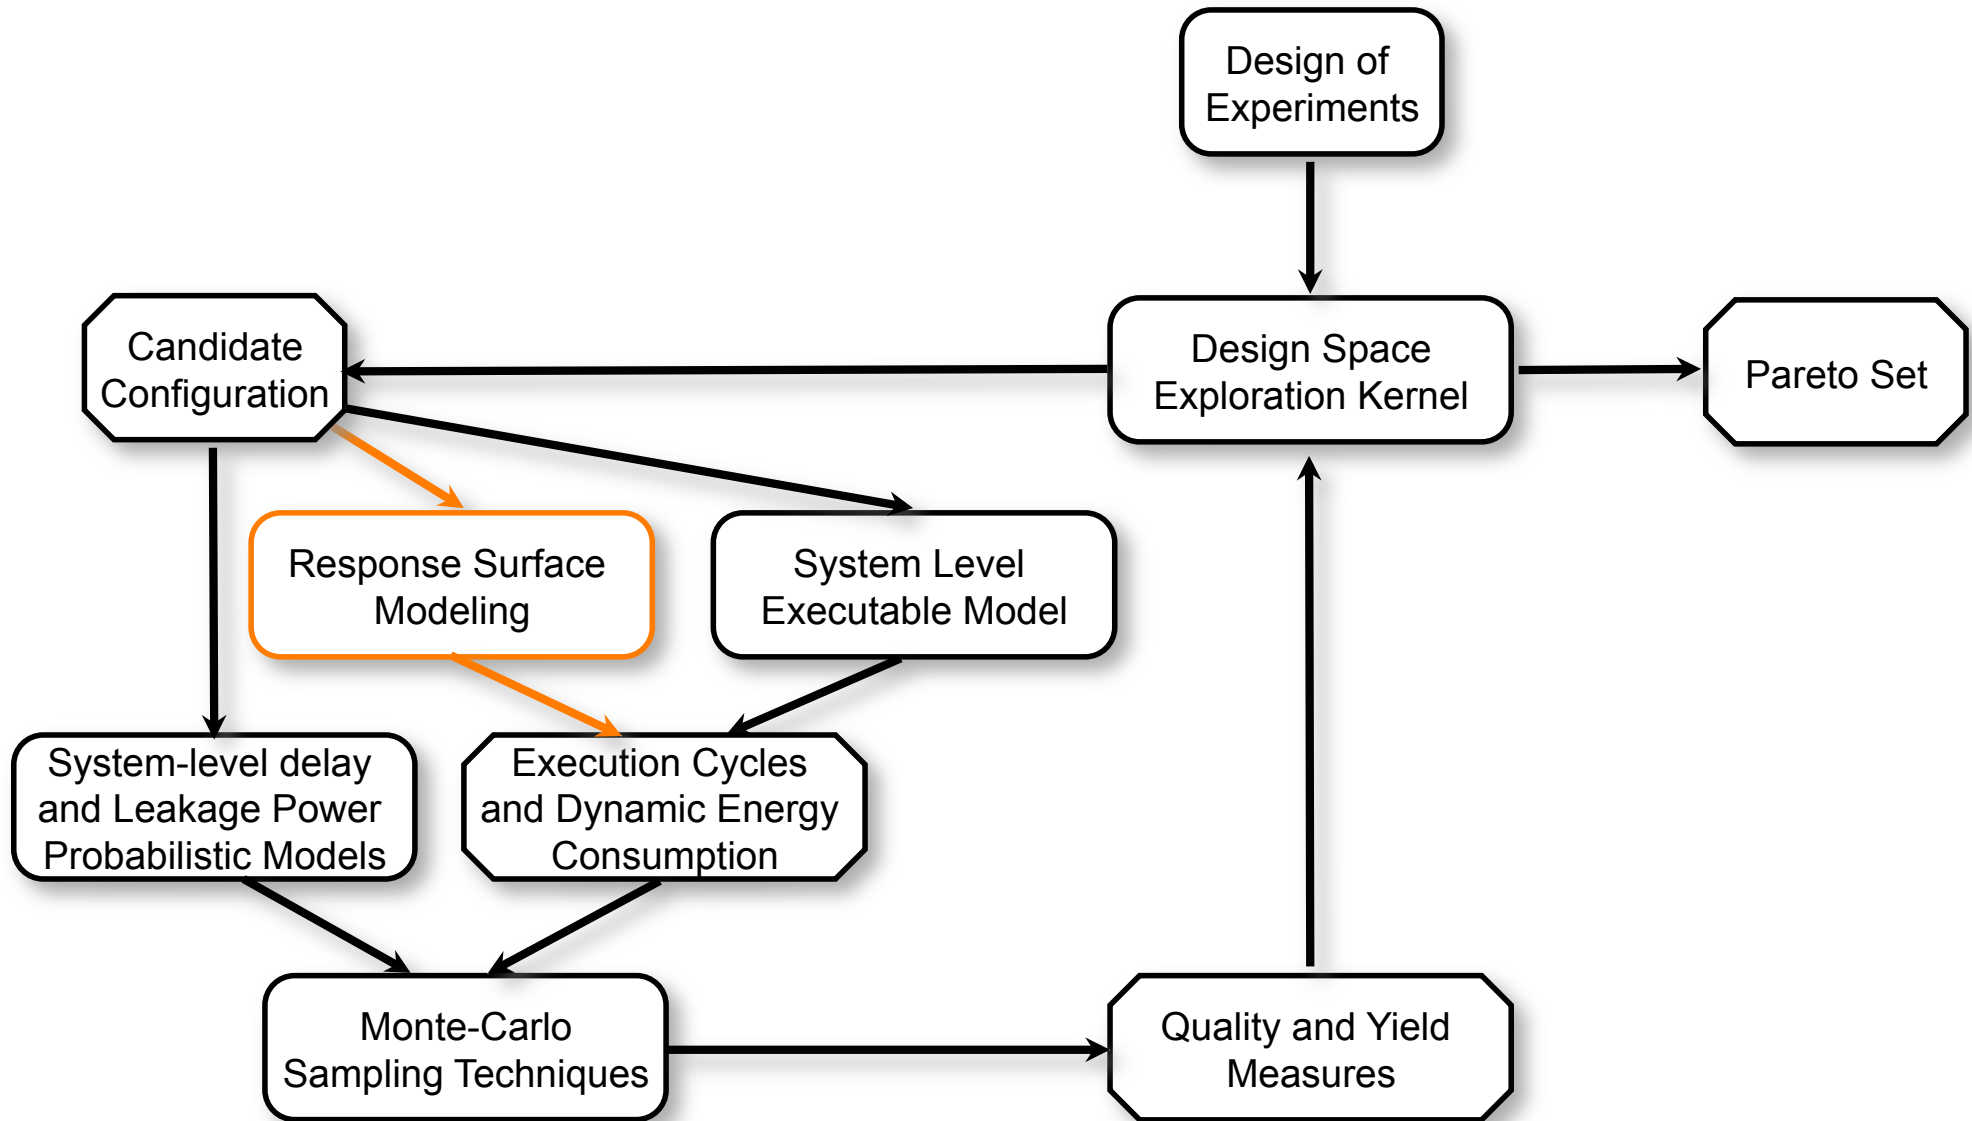 Design of
Experiments
Candidate
Configuration
Design Space
Exploration Kernel
Pareto Set
Response Surface
Modeling
System Level
Executable Model
System-level delay
and Leakage Power
Probabilistic Models
Execution Cycles
and Dynamic Energy
Consumption
Monte-Carlo
Sampling Techniques
Quality and Yield
Measures